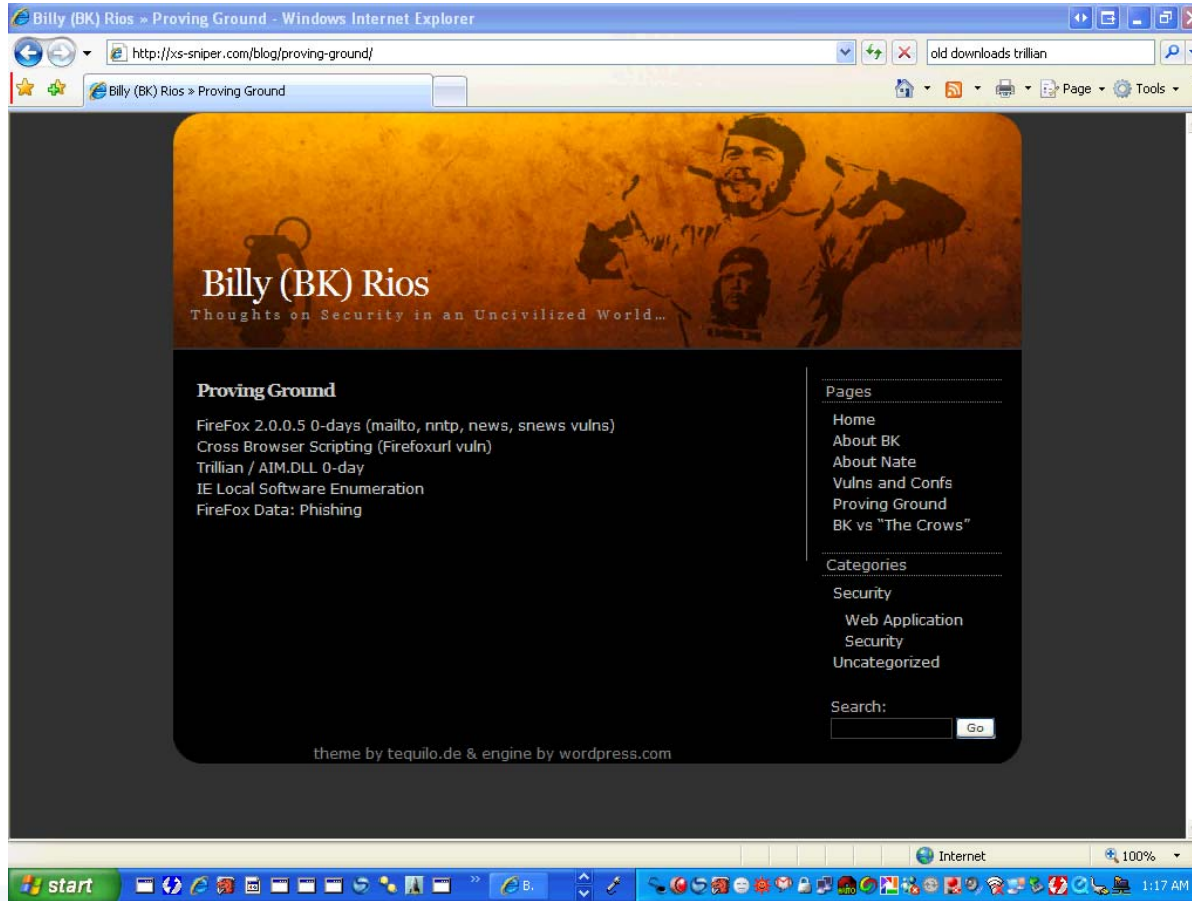 Billy (BK) Rios » Proving Ground - Windows Internet Explorer
http://xs-sniper.com/blog/proving-ground/
old downloads trillian
Billy (BK) Rios » Proving Ground
Page
Tools
Billy (BK) Rios
Thoughts on Security in an Uncivilized World...
Proving Ground
FireFox 2.0.0.5 0-days (mailto, nntp, news, snews vulns)
Cross Browser Scripting (Firefoxurl vuln)
Trillian / AIM.DLL 0-day
IE Local Software Enumeration
FireFox Data: Phishing
Pages
Home
About BK
About Nate
Vulns and Confs
Proving Ground
BK vs “The Crows”
Categories
Security
Web Application
Security
Uncategorized
Search:
Go
theme by tequilo.de & engine by wordpress.com
Internet
100%
start
B.
1:17 AM